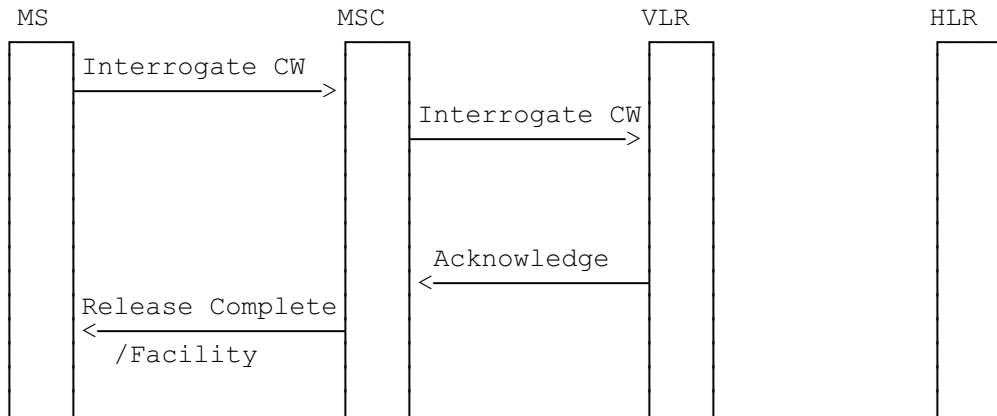 MS MSC VLR HLR
Interrogate CW
Interrogate CW
Acknowledge
Release Complete
/Facility